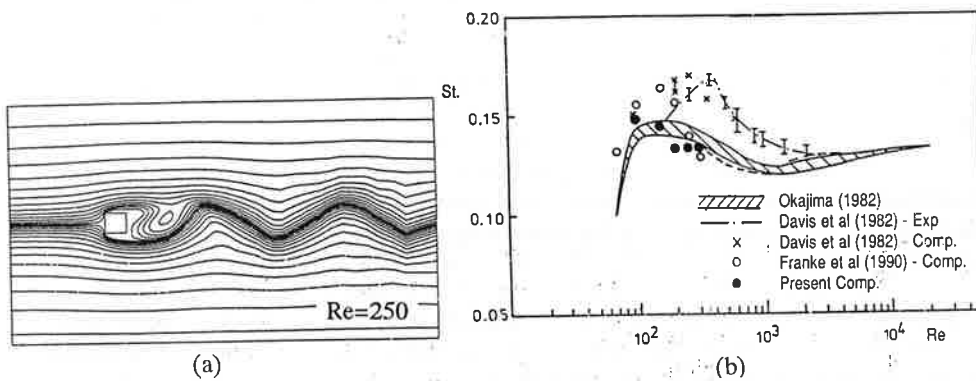 Re=250
(a)
0.20
St.
0.15
0.10
0.05
10²
10³
10⁴
Re
Okajima (1982)
Davis et al (1982) - Exp
Davis et al (1982) - Comp.
Franke et al (1990) - Comp.
Present Comp.
(b)